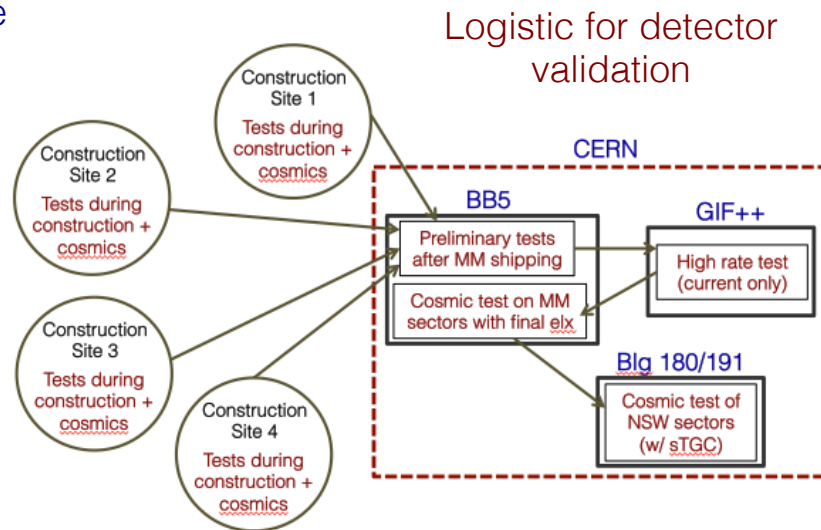 e
Logistic for detector
validation
Construction
Site 1
Tests during
construction +
cosmics
Construction
Site 2
Tests during
construction +
cosmics
Construction
Site 3
Tests during
construction +
cosmics
Construction
Site 4
Tests during
construction +
cosmics
CERN
BB5
Preliminary tests
after MM shipping
Cosmic test on MM
sectors with final elx
GIF++
High rate test
(current only)
Blg 180/191
Cosmic test of
NSW sectors
(w/ sTGC)